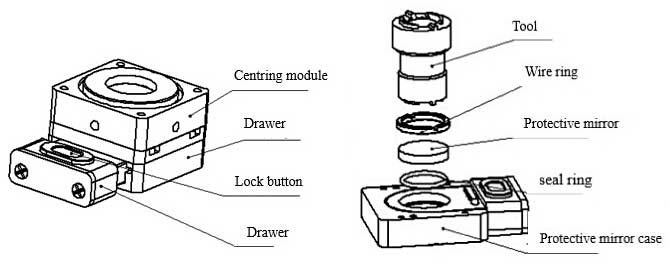 Centring module
Drawer
Lock button
Drawer
Tool
Wire ring
Protective mirror
seal ring
Protective mirror case